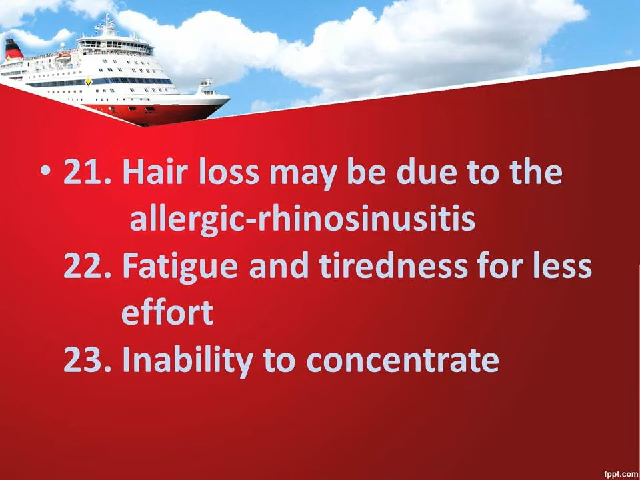 • 21. Hair loss may be due to the
allergic-rhinosinusitis
22. Fatigue and tiredness for less
effort
23. Inability to concentrate
fppt.com